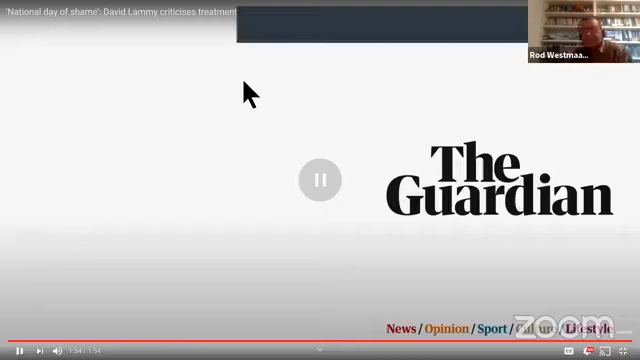 'National day of shame': David Lammy criticises treatment
Rod Westmaa...
The
Guardian
News / Opinion / Sport / Culture / Lifestyle
zoom
1:54 / 1:54
CC